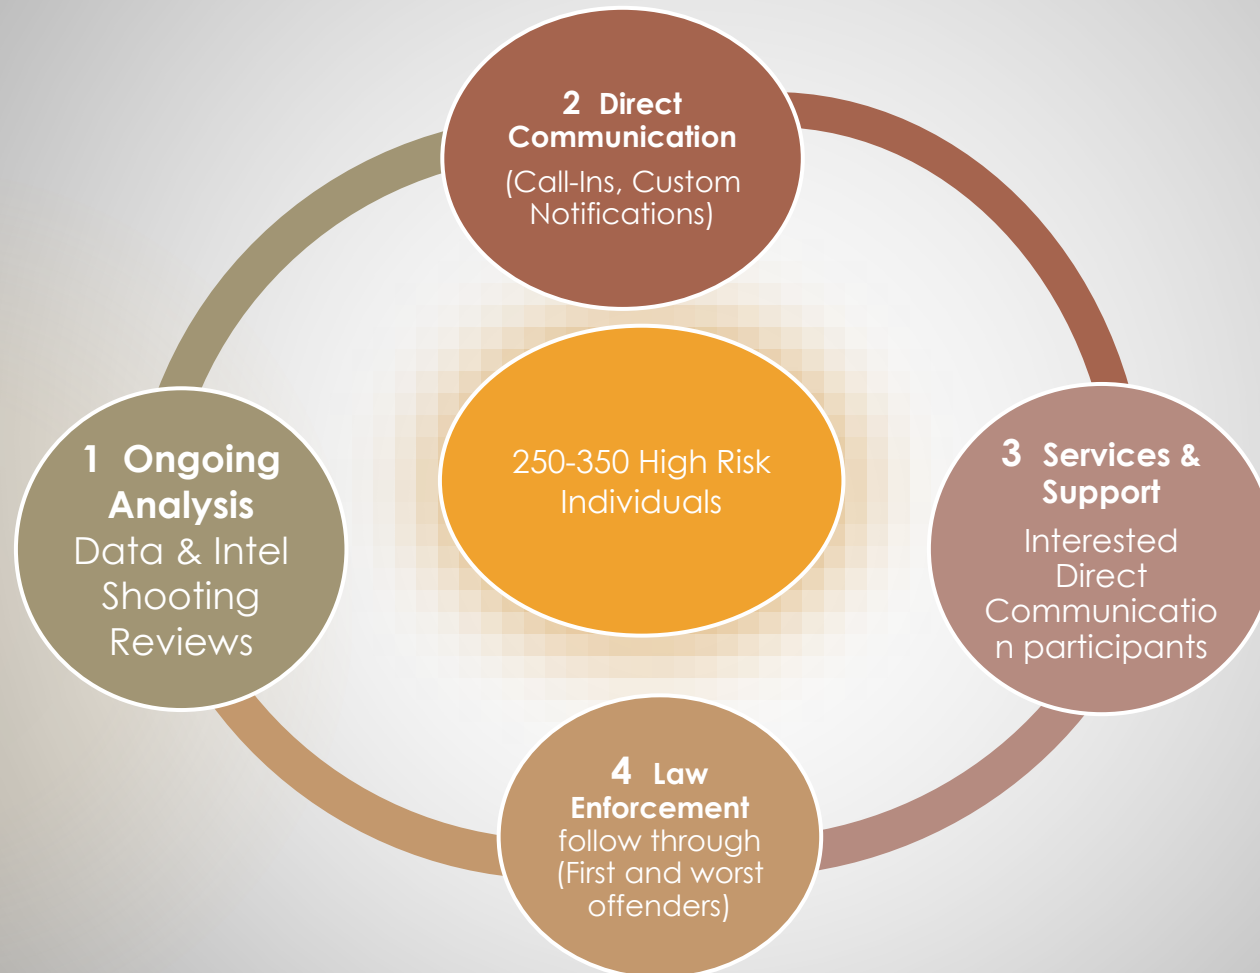 1 Ongoing
Analysis
Data & Intel
Shooting
Reviews
2 Direct
Communication
(Call-Ins, Custom
Notifications)
3 Services &
Support
Interested
Direct
Communicatio
n participants
4 Law
Enforcement
follow through
(First and worst
offenders)
250-350 High Risk
Individuals